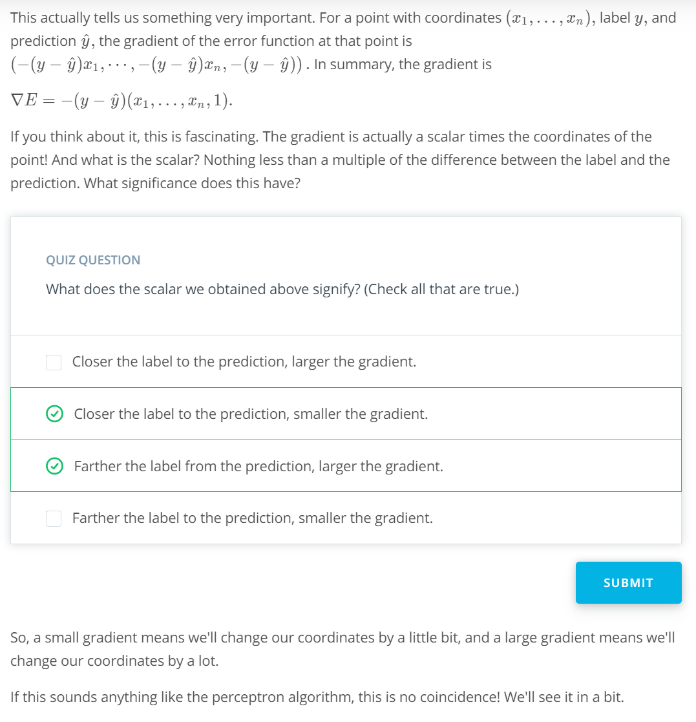 This actually tells us something very important. For a point with coordinates (x₁, . . . , xₙ), label y, and
prediction ŷ, the gradient of the error function at that point is
(−(y − ŷ)x₁, · · · , −(y − ŷ)xₙ, −(y − ŷ)) . In summary, the gradient is
∇E = −(y − ŷ)(x₁, . . . , xₙ, 1).
If you think about it, this is fascinating. The gradient is actually a scalar times the coordinates of the
point! And what is the scalar? Nothing less than a multiple of the difference between the label and the
prediction. What significance does this have?
QUIZ QUESTION
What does the scalar we obtained above signify? (Check all that are true.)
Closer the label to the prediction, larger the gradient.
Closer the label to the prediction, smaller the gradient.
Farther the label from the prediction, larger the gradient.
Farther the label to the prediction, smaller the gradient.
SUBMIT
So, a small gradient means we'll change our coordinates by a little bit, and a large gradient means we'll
change our coordinates by a lot.
If this sounds anything like the perceptron algorithm, this is no coincidence! We'll see it in a bit.